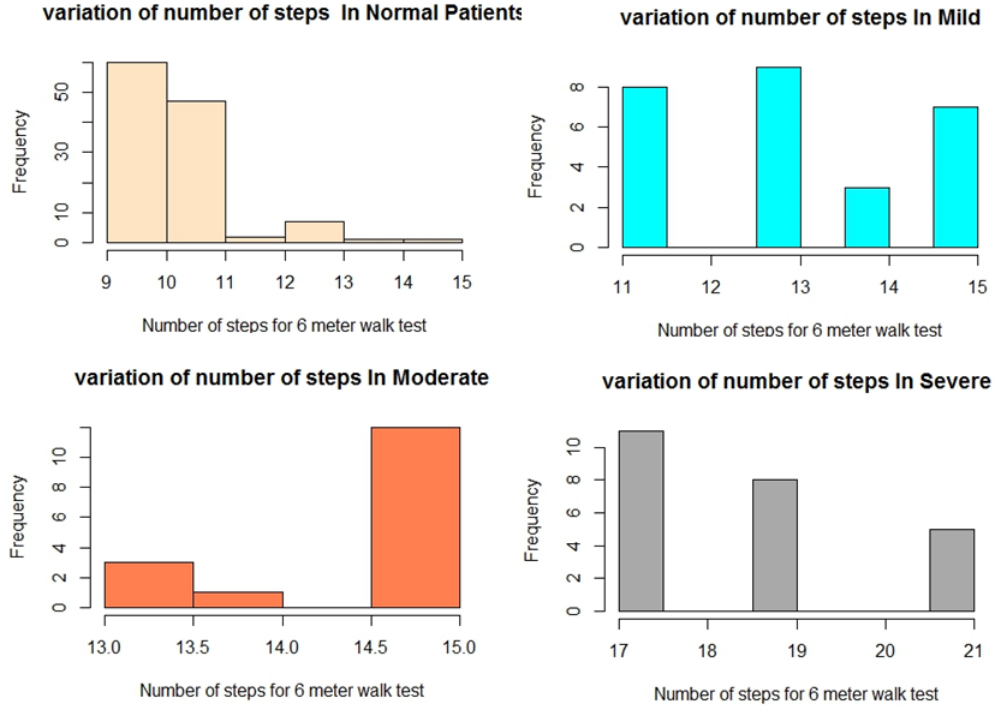 variation of number of steps In Normal Patients
Frequency
50
30
10
0
9 10 11 12 13 14 15
Number of steps for 6 meter walk test
variation of number of steps In Mild
Frequency
8
6
4
2
0
11 12 13 14 15
Number of steps for 6 meter walk test
variation of number of steps In Moderate
Frequency
10
8
6
4
2
0
13.0 13.5 14.0 14.5 15.0
Number of steps for 6 meter walk test
variation of number of steps In Severe
Frequency
10
8
6
4
2
0
17 18 19 20 21
Number of steps for 6 meter walk test